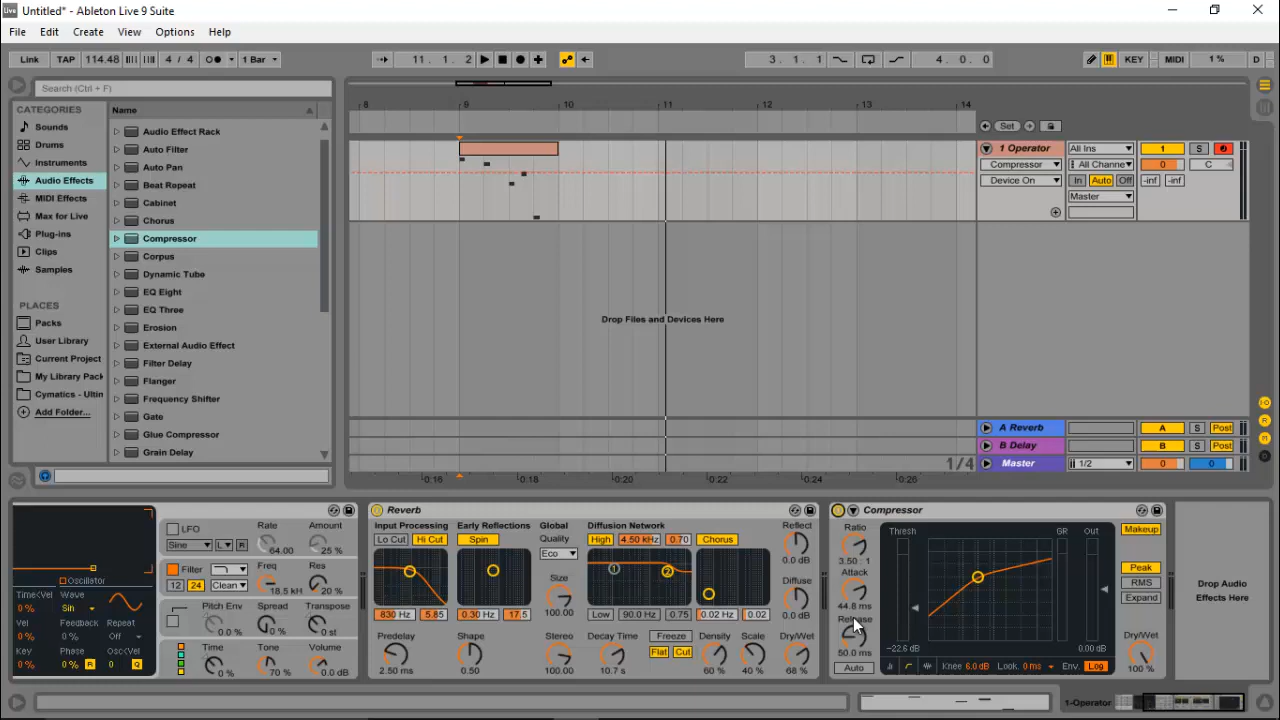 Untitled* - Ableton Live 9 Suite
File Edit Create View Options Help
Link TAP 114.48 4 / 4 1 Bar 11. 1. 2 3. 1. 1 4. 0. 0 KEY MIDI 1 % D
Search (Ctrl + F)
CATEGORIES
Sounds
Drums
Instruments
Audio Effects
MIDI Effects
Max for Live
Plug-ins
Clips
Samples
PLACES
Packs
User Library
Current Project
My Library Pack
Cymatics - Ultin
Add Folder...
Name
Audio Effect Rack
Auto Filter
Auto Pan
Beat Repeat
Cabinet
Chorus
Compressor
Corpus
Dynamic Tube
EQ Eight
EQ Three
Erosion
External Audio Effect
Filter Delay
Flanger
Frequency Shifter
Gate
Glue Compressor
Grain Delay
8 9 10 11 12 13 14
Set
1 Operator All Ins 1 S
Compressor All Channe 0 C
Device On In Auto Off -inf -inf
Master
Drop Files and Devices Here
A Reverb A S Post
B Delay B S Post
1/4 Master 1/2 0 0
0:16 0:18 0:20 0:22 0:24 0:26
LFO Rate Amount
Sine L R 64.00 25 %
Filter Freq Res
12 24 Clean 18.5 kH 20 %
Oscillator
Time<Vel Wave
0 % Sin
Vel Feedback Repeat
0 % 0 % Off
Key Phase Osc<Vel
0 % 0 % R 0 Q
Pitch Env Spread Transpose
0.0 % 0 % 0 st
Time Tone Volume
0 % 70 % 0.0 dB
Reverb
Input Processing Early Reflections Global Diffusion Network Reflect
Lo Cut Hi Cut Spin Quality High 4.50 kHz 0.70 Chorus
Eco 0.0 dB
Size Diffuse
1 2
830 Hz 5.85 0.30 Hz 17.5 100 Low 90.0 Hz 0.75 0.02 Hz 0.02 0.0 dB
Predelay Shape Stereo Decay Time Freeze Density Scale Dry/Wet
Flat Cut
2.50 ms 0.50 100 10.7 s 60 % 40 % 68 %
Compressor
Ratio Thresh GR Out Makeup
3.50 : 1
Attack Peak
RMS
44.8 ms Expand
Release
50.0 ms -22.6 dB 0.00 dB Dry/Wet
Auto Knee 6.0 dB Look. 0 ms Env. Log 100 %
Drop Audio
Effects Here
1-Operator